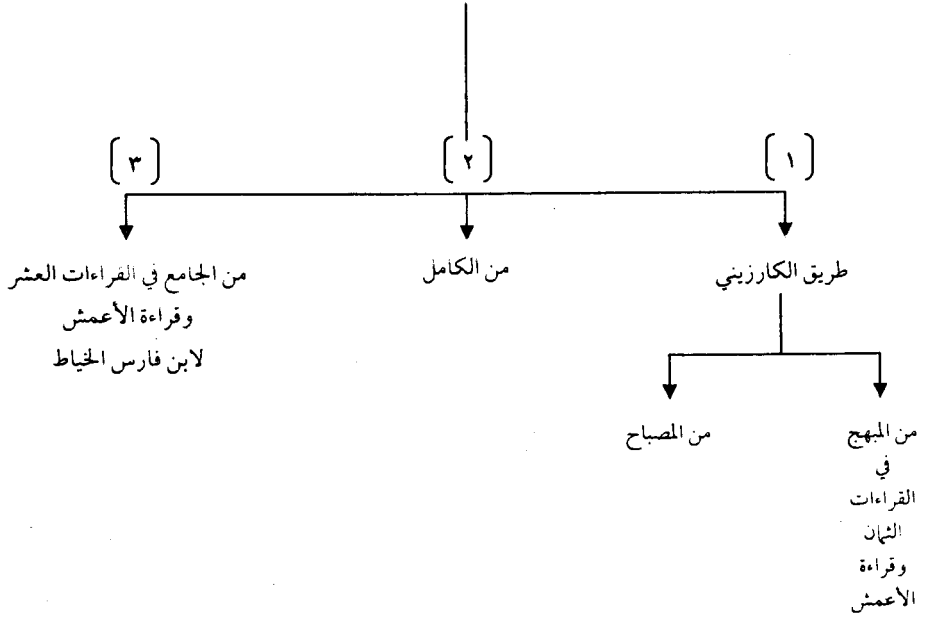 [١]
[٢]
[٣]
طريق الكارزيني
من الكامل
من الجامع في القراءات العشر
وقراءة الأعمش
لابن فارس الخياط
من المبهج
في
القراءات
الثمان
وقراءة
الأعمش
من المصباح